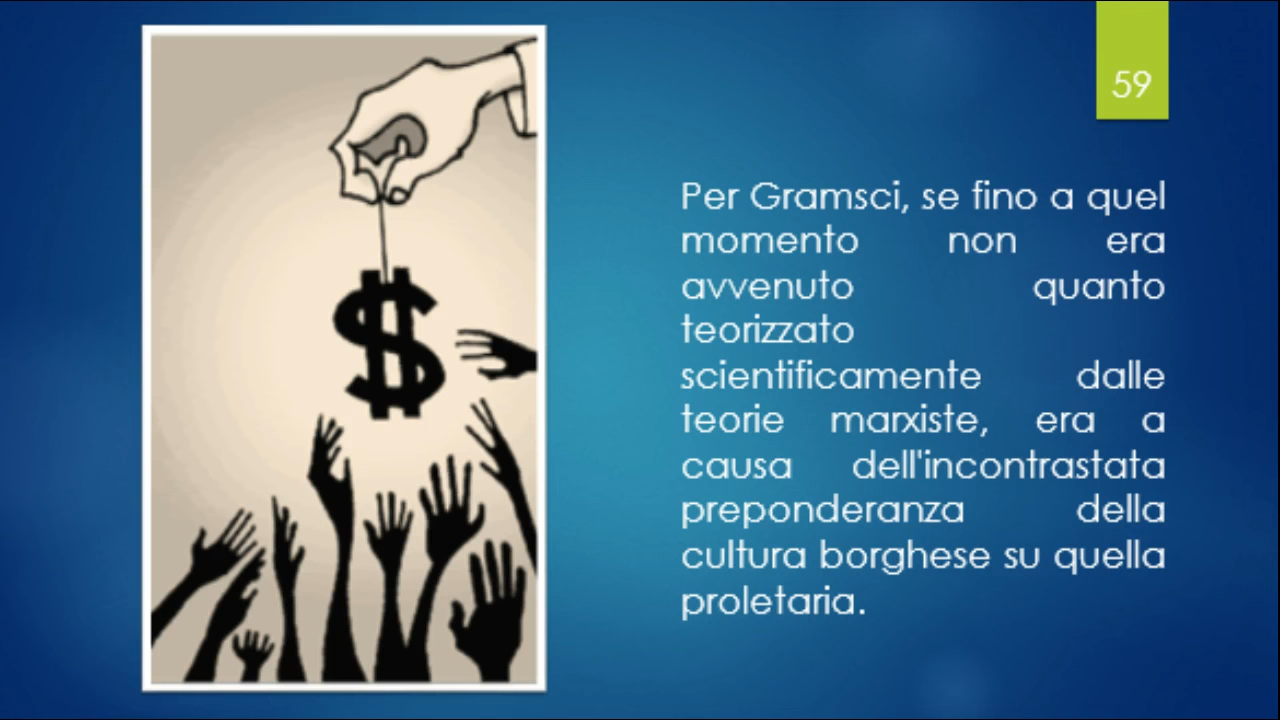 59
Per Gramsci, se fino a quel
momento non era
avvenuto quanto
teorizzato
scientificamente dalle
teorie marxiste, era a
causa dell'incontrastata
preponderanza della
cultura borghese su quella
proletaria.
$